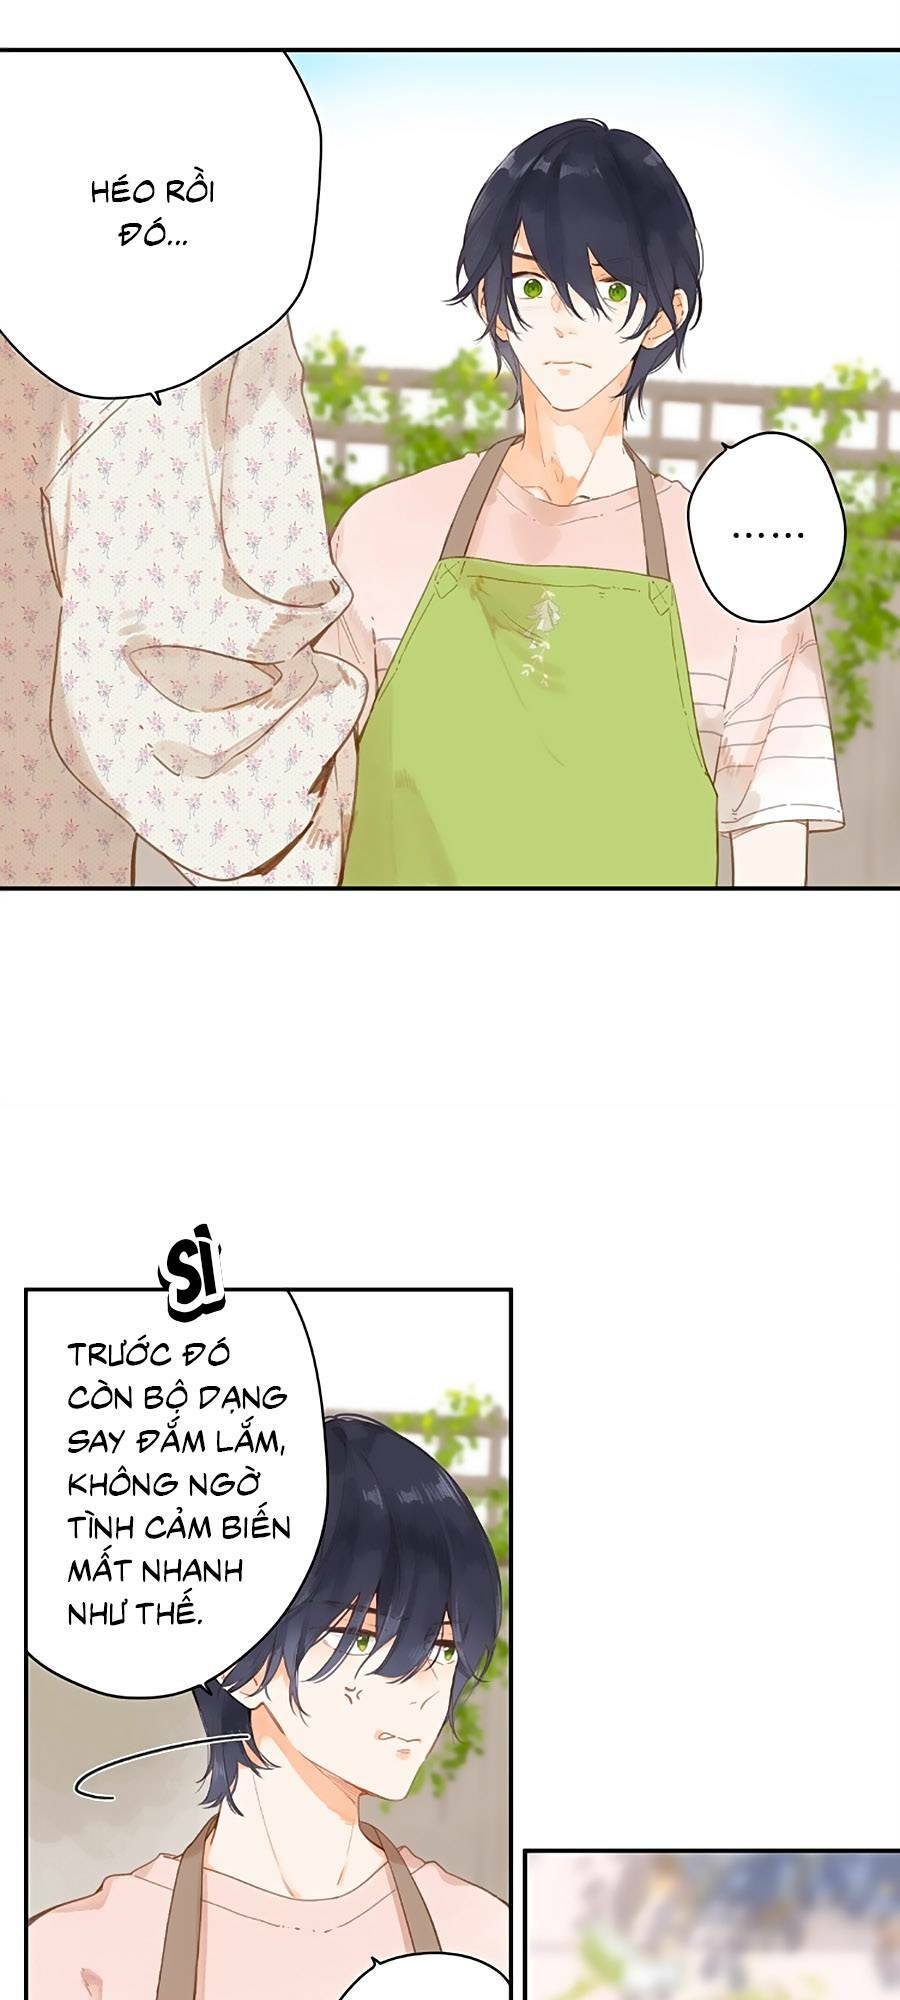 HÉO RỒI
ĐÓ...
......
SÌ
TRƯỚC ĐÓ
CÒN BỘ DẠNG
SAY ĐẮM LẮM,
KHÔNG NGỜ
TÌNH CẢM BIẾN
MẤT NHANH
NHƯ THẾ.